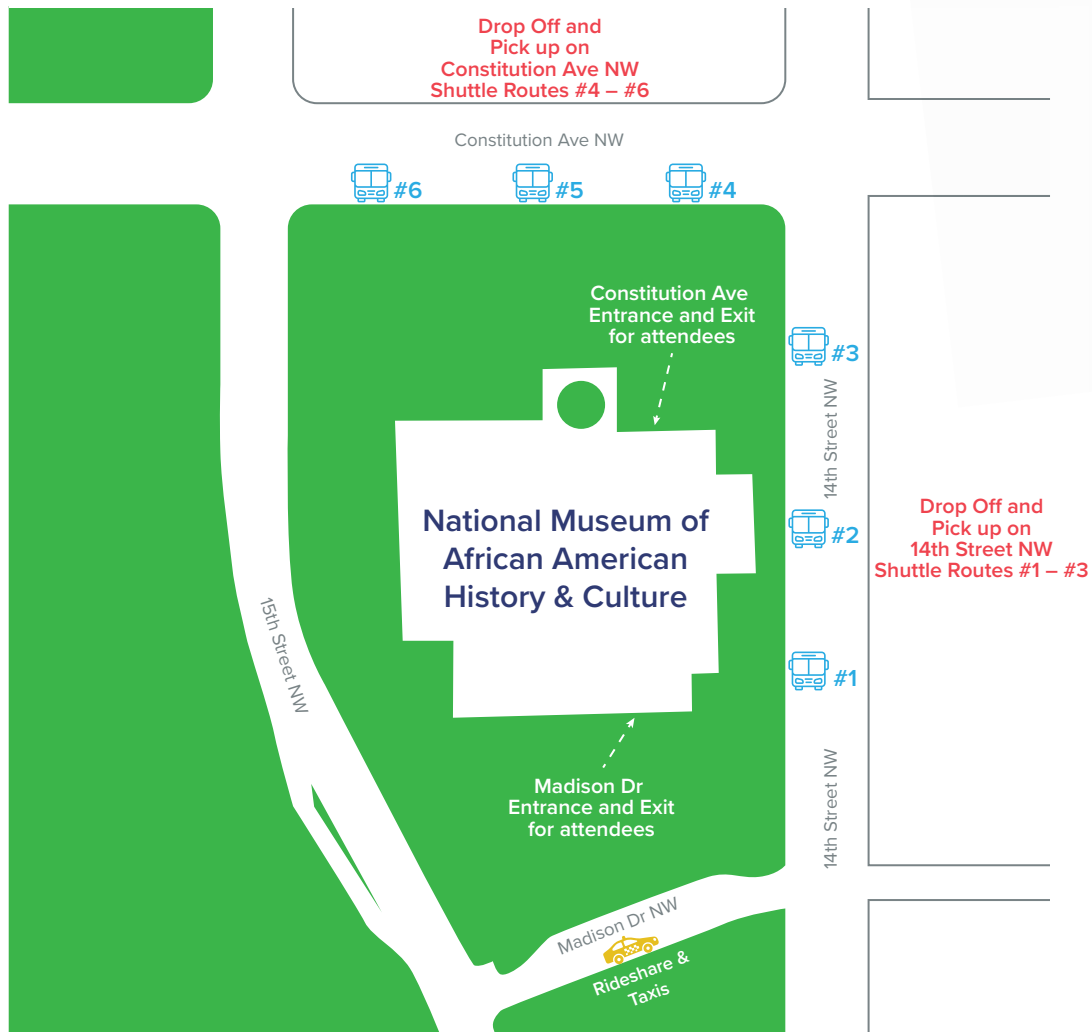 Drop Off and
Pick up on
Constitution Ave NW
Shuttle Routes #4 – #6
Constitution Ave NW
#6
#5
#4
Constitution Ave
Entrance and Exit
for attendees
#3
14th Street NW
National Museum of
African American
History & Culture
#2
Drop Off and
Pick up on
14th Street NW
Shuttle Routes #1 – #3
15th Street NW
#1
Madison Dr
Entrance and Exit
for attendees
14th Street NW
Madison Dr NW
Rideshare &
Taxis